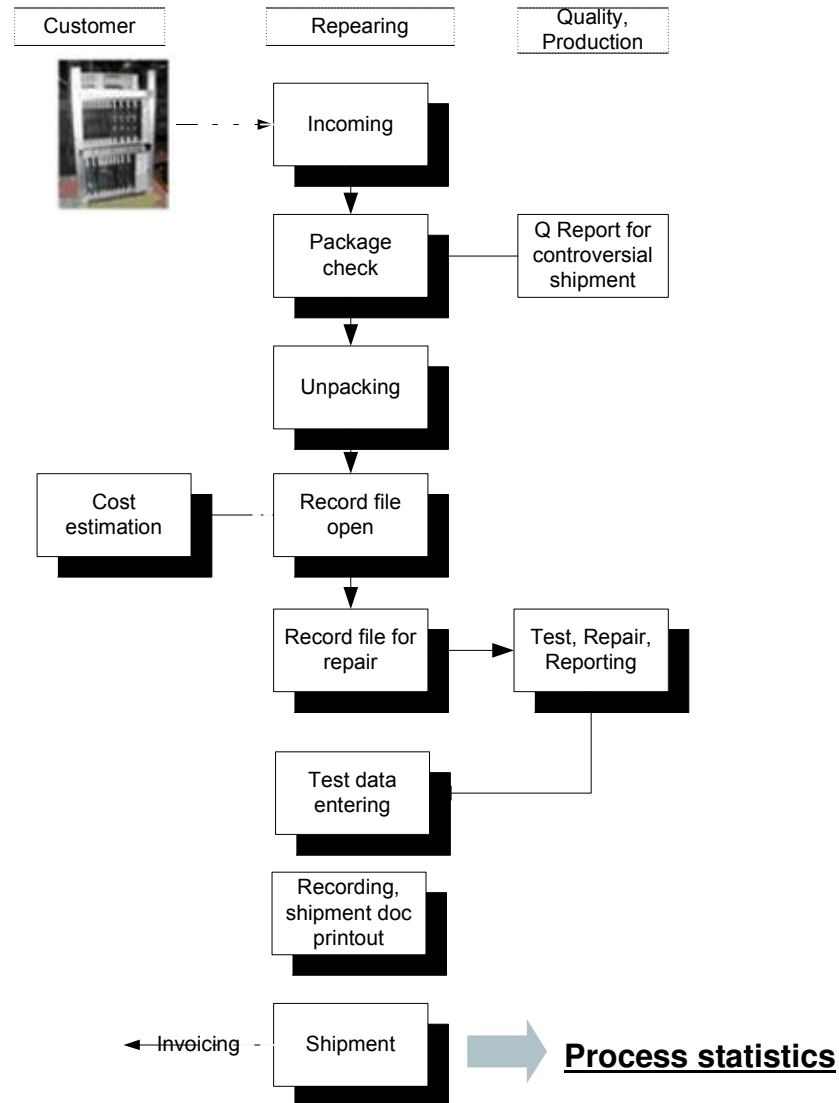 Customer
Repearing
Quality,
Production
Incoming
Package
check
Q Report for
controversial
shipment
Unpacking
Cost
estimation
Record file
open
Record file for
repair
Test, Repair,
Reporting
Test data
entering
Recording,
shipment doc
printout
Invoicing
Shipment
Process statistics